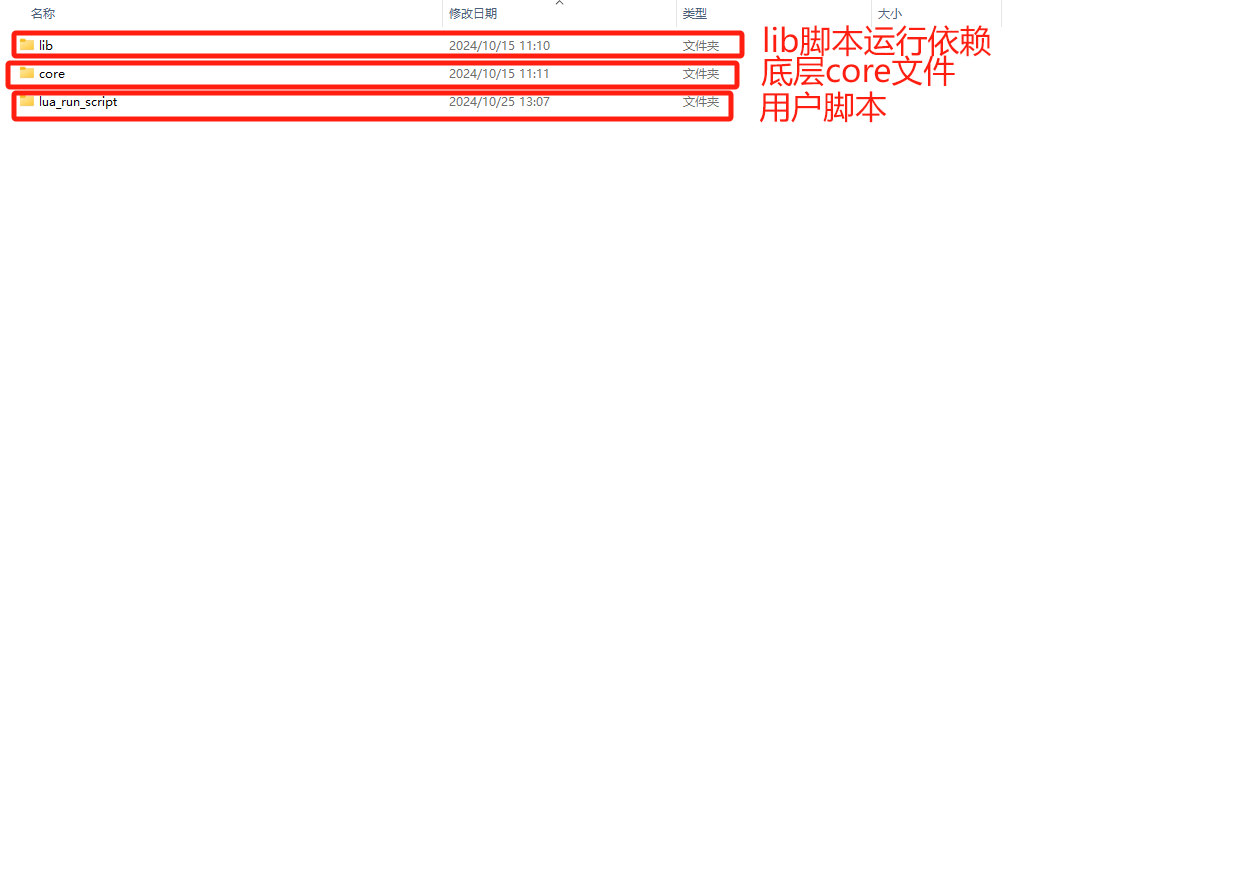 名称 修改日期 类型 大小
lib 2024/10/15 11:10 文件夹 lib脚本运行依赖
core 2024/10/15 11:11 文件夹 底层core文件
lua_run_script 2024/10/25 13:07 文件夹 用户脚本